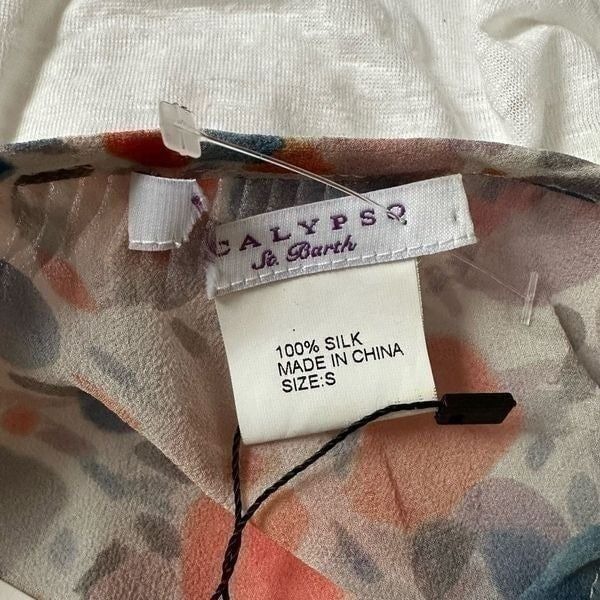 CALYPSO
St. Barth
100% SILK
MADE IN CHINA
SIZE:S